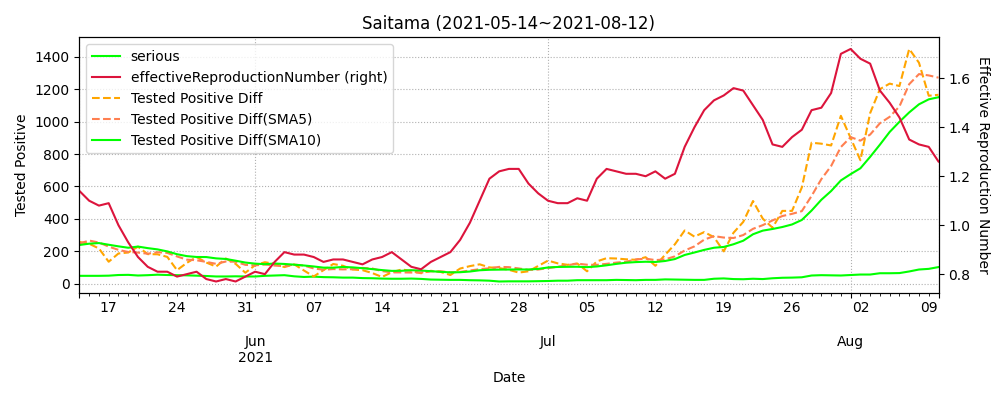 Saitama (2021-05-14~2021-08-12)
serious
effectiveReproductionNumber (right)
Tested Positive Diff
Tested Positive Diff(SMA5)
Tested Positive Diff(SMA10)
Tested Positive
1400
1200
1000
800
600
400
200
0
Effective Reproduction Number
1.6
1.4
1.2
1.0
0.8
17 24 31 07 14 21 28 05 12 19 26 02 09
Jun Jul Aug
2021
Date